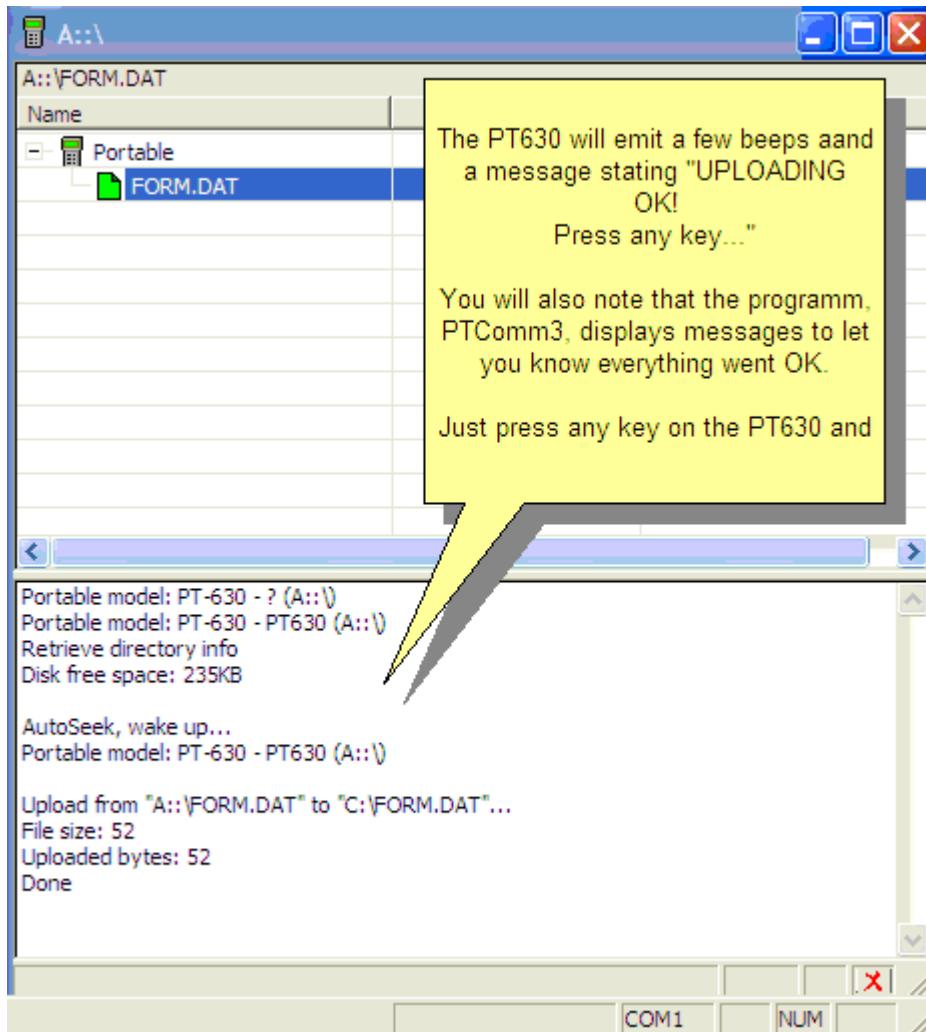 A::\
A::\FORM.DAT
Name
Portable
FORM.DAT
The PT630 will emit a few beeps aand
a message stating "UPLOADING
OK!
Press any key..."
You will also note that the programm,
PTComm3, displays messages to let
you know everything went OK.
Just press any key on the PT630 and
Portable model: PT-630 - ? (A::\)
Portable model: PT-630 - PT630 (A::\)
Retrieve directory info
Disk free space: 235KB
AutoSeek, wake up...
Portable model: PT-630 - PT630 (A::\)
Upload from "A::\FORM.DAT" to "C:\FORM.DAT"...
File size: 52
Uploaded bytes: 52
Done
COM1
NUM